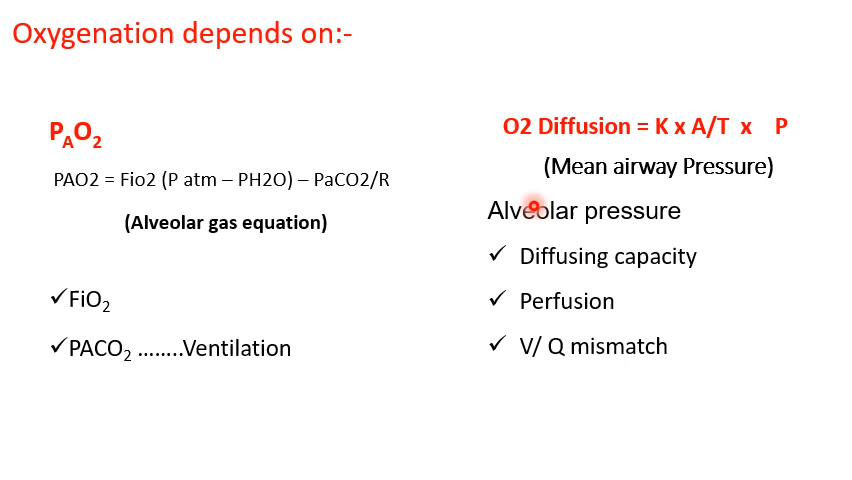 Oxygenation depends on:-
PAO2
PAO2 = Fio2 (P atm – PH2O) – PaCO2/R
(Alveolar gas equation)
✓FiO2
✓PACO2 ........Ventilation
O2 Diffusion = K x A/T x P
(Mean airway Pressure)
Alveolar pressure
✓ Diffusing capacity
✓ Perfusion
✓ V/ Q mismatch